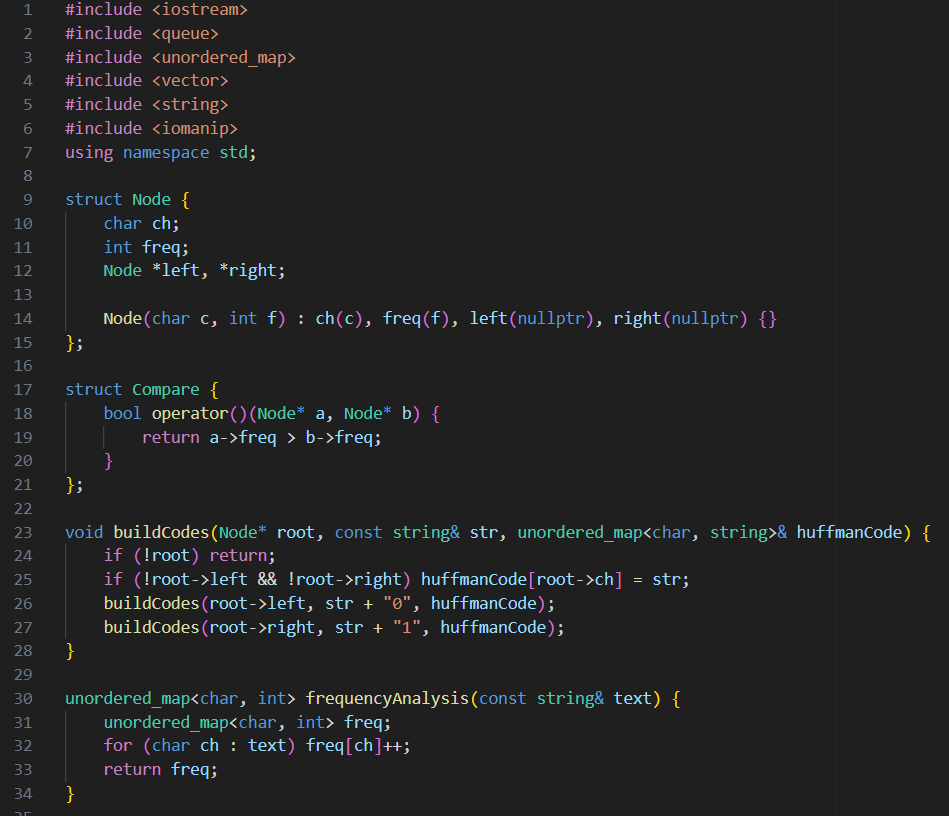 1 #include <iostream>
2 #include <queue>
3 #include <unordered_map>
4 #include <vector>
5 #include <string>
6 #include <iomanip>
7 using namespace std;
8
9 struct Node {
10     char ch;
11     int freq;
12     Node *left, *right;
13
14     Node(char c, int f) : ch(c), freq(f), left(nullptr), right(nullptr) {}
15 };
16
17 struct Compare {
18     bool operator()(Node* a, Node* b) {
19         return a->freq > b->freq;
20     }
21 };
22
23 void buildCodes(Node* root, const string& str, unordered_map<char, string>& huffmanCode) {
24     if (!root) return;
25     if (!root->left && !root->right) huffmanCode[root->ch] = str;
26     buildCodes(root->left, str + "0", huffmanCode);
27     buildCodes(root->right, str + "1", huffmanCode);
28 }
29
30 unordered_map<char, int> frequencyAnalysis(const string& text) {
31     unordered_map<char, int> freq;
32     for (char ch : text) freq[ch]++;
33     return freq;
34 }